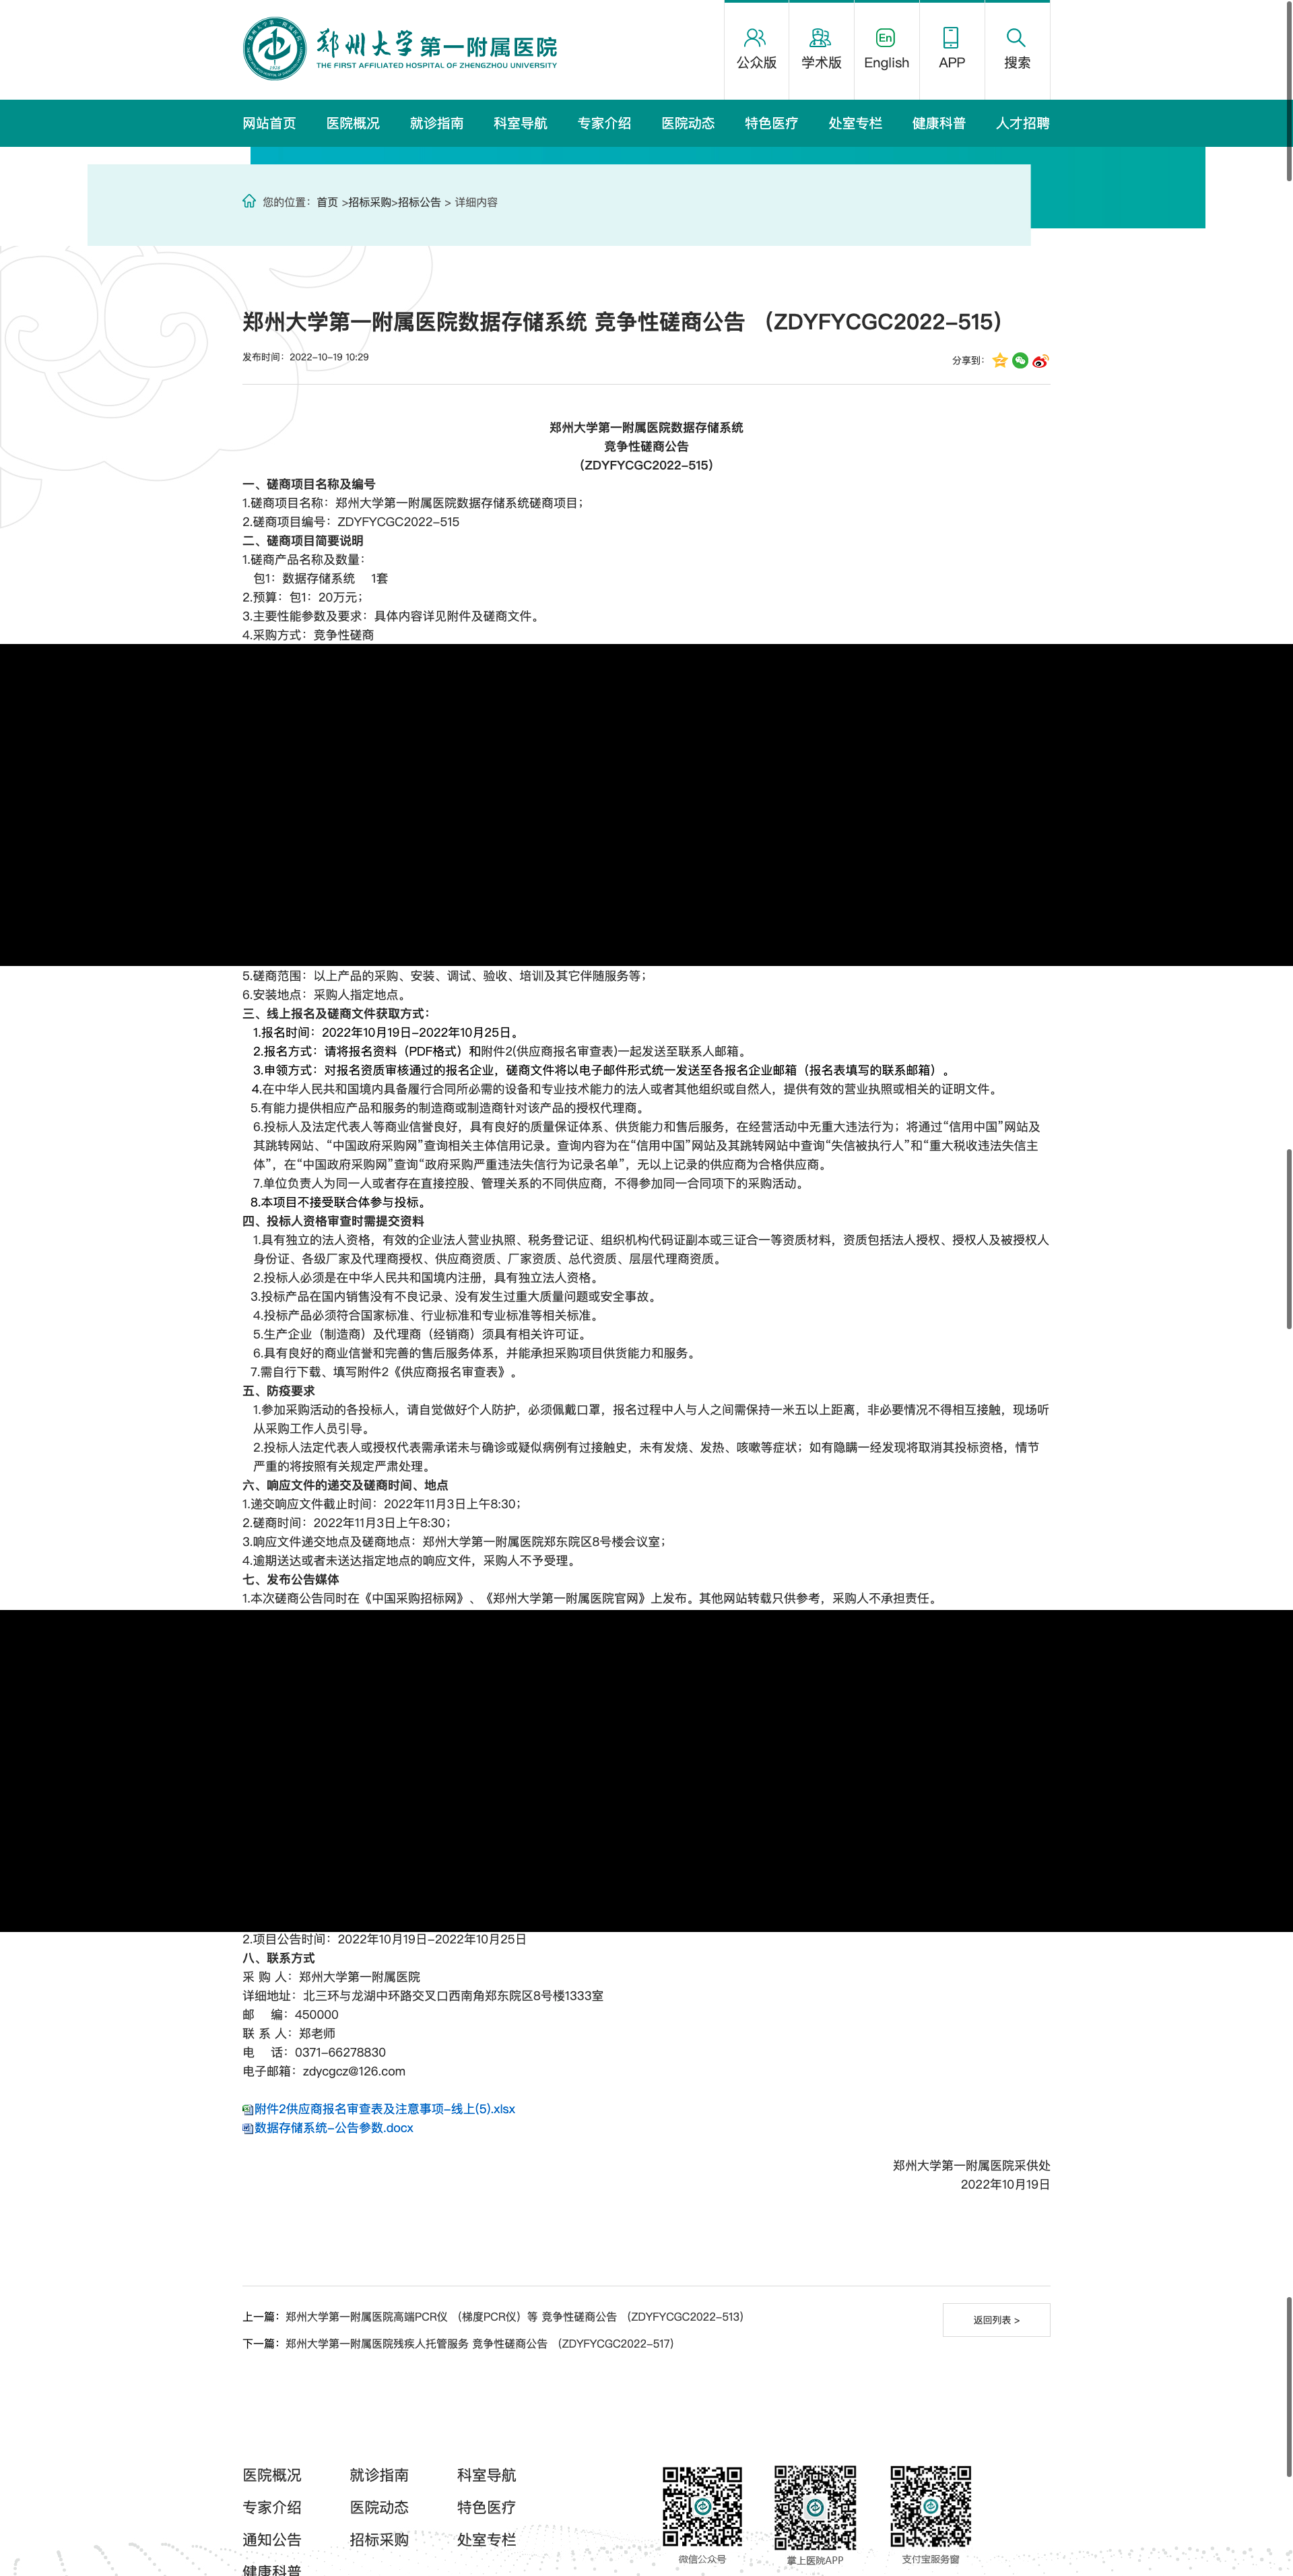 郑州大学第一附属医院
THE FIRST AFFILIATED HOSPITAL OF ZHENGZHOU UNIVERSITY
公众版
学术版
En
English
APP
搜索
网站首页 医院概况 就诊指南 科室导航 专家介绍 医院动态 特色医疗 处室专栏 健康科普 人才招聘
您的位置：首页 >招标采购>招标公告 > 详细内容
郑州大学第一附属医院数据存储系统 竞争性磋商公告 （ZDYFYCGC2022-515）
发布时间：2022-10-19 10:29
分享到：
郑州大学第一附属医院数据存储系统
竞争性磋商公告
（ZDYFYCGC2022-515）
一、磋商项目名称及编号
1.磋商项目名称：郑州大学第一附属医院数据存储系统磋商项目；
2.磋商项目编号：ZDYFYCGC2022-515
二、磋商项目简要说明
1.磋商产品名称及数量：
包1：数据存储系统 1套
2.预算：包1：20万元；
3.主要性能参数及要求：具体内容详见附件及磋商文件。
4.采购方式：竞争性磋商
5.磋商范围：以上产品的采购、安装、调试、验收、培训及其它伴随服务等；
6.安装地点：采购人指定地点。
三、线上报名及磋商文件获取方式：
1.报名时间：2022年10月19日-2022年10月25日。
2.报名方式：请将报名资料（PDF格式）和附件2(供应商报名审查表)一起发送至联系人邮箱。
3.申领方式：对报名资质审核通过的报名企业，磋商文件将以电子邮件形式统一发送至各报名企业邮箱（报名表填写的联系邮箱）。
4.在中华人民共和国境内具备履行合同所必需的设备和专业技术能力的法人或者其他组织或自然人，提供有效的营业执照或相关的证明文件。
5.有能力提供相应产品和服务的制造商或制造商针对该产品的授权代理商。
6.投标人及法定代表人等商业信誉良好，具有良好的质量保证体系、供货能力和售后服务，在经营活动中无重大违法行为；将通过“信用中国”网站及
其跳转网站、“中国政府采购网”查询相关主体信用记录。查询内容为在“信用中国”网站及其跳转网站中查询“失信被执行人”和“重大税收违法失信主
体”，在“中国政府采购网”查询“政府采购严重违法失信行为记录名单”，无以上记录的供应商为合格供应商。
7.单位负责人为同一人或者存在直接控股、管理关系的不同供应商，不得参加同一合同项下的采购活动。
8.本项目不接受联合体参与投标。
四、投标人资格审查时需提交资料
1.具有独立的法人资格，有效的企业法人营业执照、税务登记证、组织机构代码证副本或三证合一等资质材料，资质包括法人授权、授权人及被授权人
身份证、各级厂家及代理商授权、供应商资质、厂家资质、总代资质、层层代理商资质。
2.投标人必须是在中华人民共和国境内注册，具有独立法人资格。
3.投标产品在国内销售没有不良记录、没有发生过重大质量问题或安全事故。
4.投标产品必须符合国家标准、行业标准和专业标准等相关标准。
5.生产企业（制造商）及代理商（经销商）须具有相关许可证。
6.具有良好的商业信誉和完善的售后服务体系，并能承担采购项目供货能力和服务。
7.需自行下载、填写附件2《供应商报名审查表》。
五、防疫要求
1.参加采购活动的各投标人，请自觉做好个人防护，必须佩戴口罩，报名过程中人与人之间需保持一米五以上距离，非必要情况不得相互接触，现场听
从采购工作人员引导。
2.投标人法定代表人或授权代表需承诺未与确诊或疑似病例有过接触史，未有发烧、发热、咳嗽等症状；如有隐瞒一经发现将取消其投标资格，情节
严重的将按照有关规定严肃处理。
六、响应文件的递交及磋商时间、地点
1.递交响应文件截止时间：2022年11月3日上午8:30；
2.磋商时间：2022年11月3日上午8:30；
3.响应文件递交地点及磋商地点：郑州大学第一附属医院郑东院区8号楼会议室；
4.逾期送达或者未送达指定地点的响应文件，采购人不予受理。
七、发布公告媒体
1.本次磋商公告同时在《中国采购招标网》、《郑州大学第一附属医院官网》上发布。其他网站转载只供参考，采购人不承担责任。
2.项目公告时间：2022年10月19日-2022年10月25日
八、联系方式
采 购 人：郑州大学第一附属医院
详细地址：北三环与龙湖中环路交叉口西南角郑东院区8号楼1333室
邮 编：450000
联 系 人：郑老师
电 话：0371-66278830
电子邮箱：zdycgcz@126.com
附件2供应商报名审查表及注意事项-线上(5).xlsx
数据存储系统-公告参数.docx
郑州大学第一附属医院采供处
2022年10月19日
上一篇：郑州大学第一附属医院高端PCR仪 （梯度PCR仪）等 竞争性磋商公告 （ZDYFYCGC2022-513）
返回列表 >
下一篇：郑州大学第一附属医院残疾人托管服务 竞争性磋商公告 （ZDYFYCGC2022-517）
医院概况 就诊指南 科室导航
专家介绍 医院动态 特色医疗
通知公告 招标采购 处室专栏
健康科普
微信公众号 掌上医院APP 支付宝服务窗